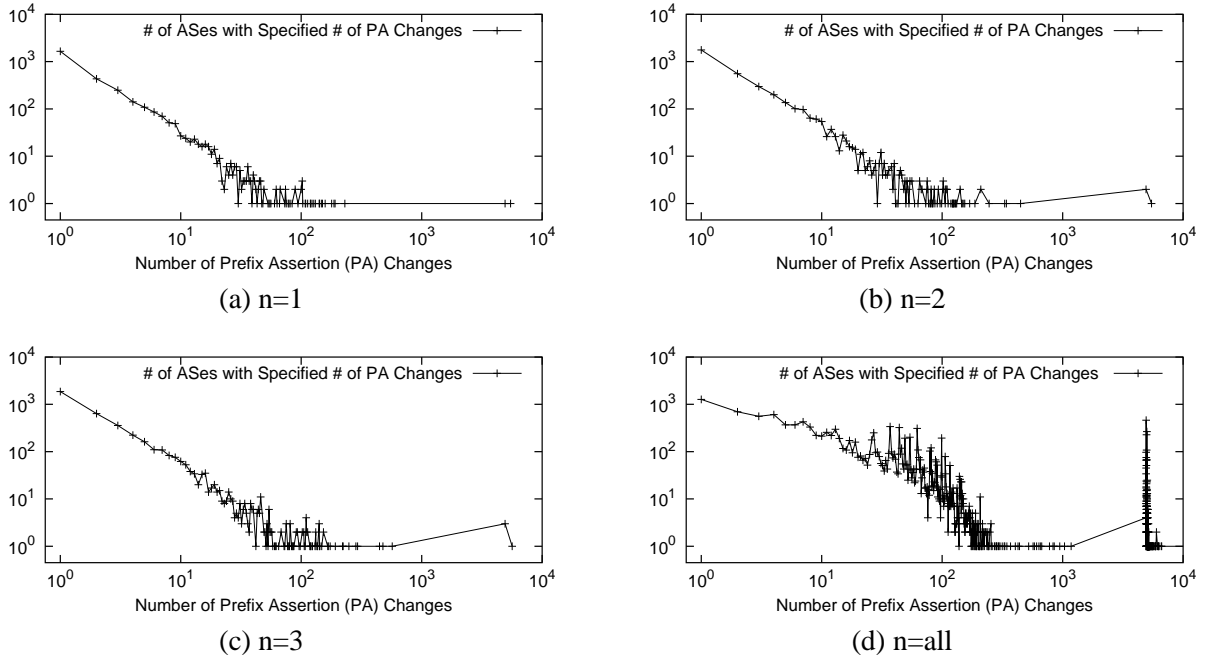 10^4
# of ASes with Specified # of PA Changes
10^3
10^2
10^1
10^0
10^0 10^1 10^2 10^3 10^4
Number of Prefix Assertion (PA) Changes
(a) n=1
10^4
# of ASes with Specified # of PA Changes
10^3
10^2
10^1
10^0
10^0 10^1 10^2 10^3 10^4
Number of Prefix Assertion (PA) Changes
(b) n=2
10^4
# of ASes with Specified # of PA Changes
10^3
10^2
10^1
10^0
10^0 10^1 10^2 10^3 10^4
Number of Prefix Assertion (PA) Changes
(c) n=3
10^4
# of ASes with Specified # of PA Changes
10^3
10^2
10^1
10^0
10^0 10^1 10^2 10^3 10^4
Number of Prefix Assertion (PA) Changes
(d) n=all